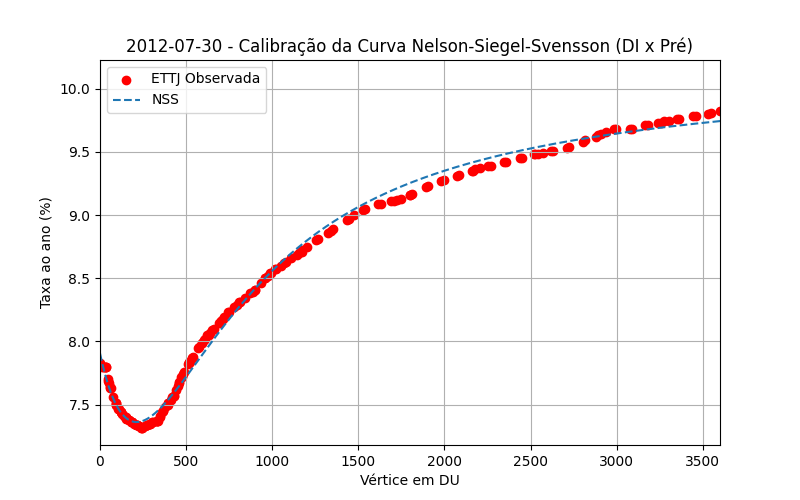 2012-07-30 - Calibração da Curva Nelson-Siegel-Svensson (DI x Pré)
ETTJ Observada
NSS
Taxa ao ano (%)
10.0
9.5
9.0
8.5
8.0
7.5
0 500 1000 1500 2000 2500 3000 3500
Vértice em DU